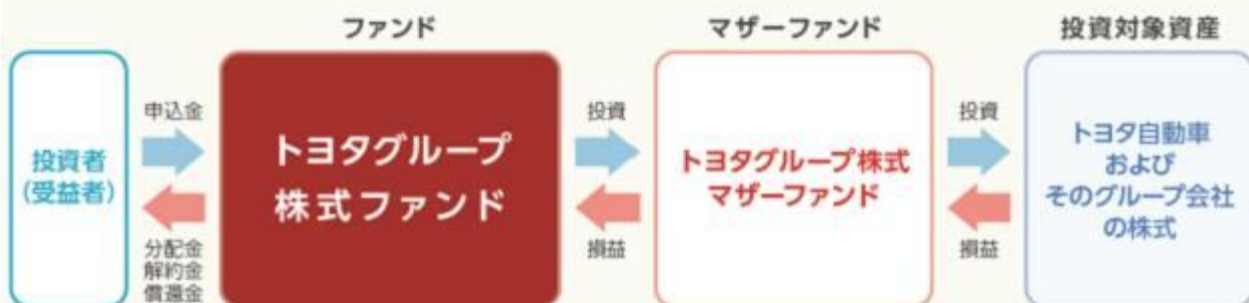 ファンド
マザーファンド
投資対象資産
投資者
(受益者)
申込金
分配金
解約金
償還金
トヨタグループ
株式ファンド
投資
損益
トヨタグループ株式
マザーファンド
投資
損益
トヨタ自動車
および
そのグループ会社
の株式